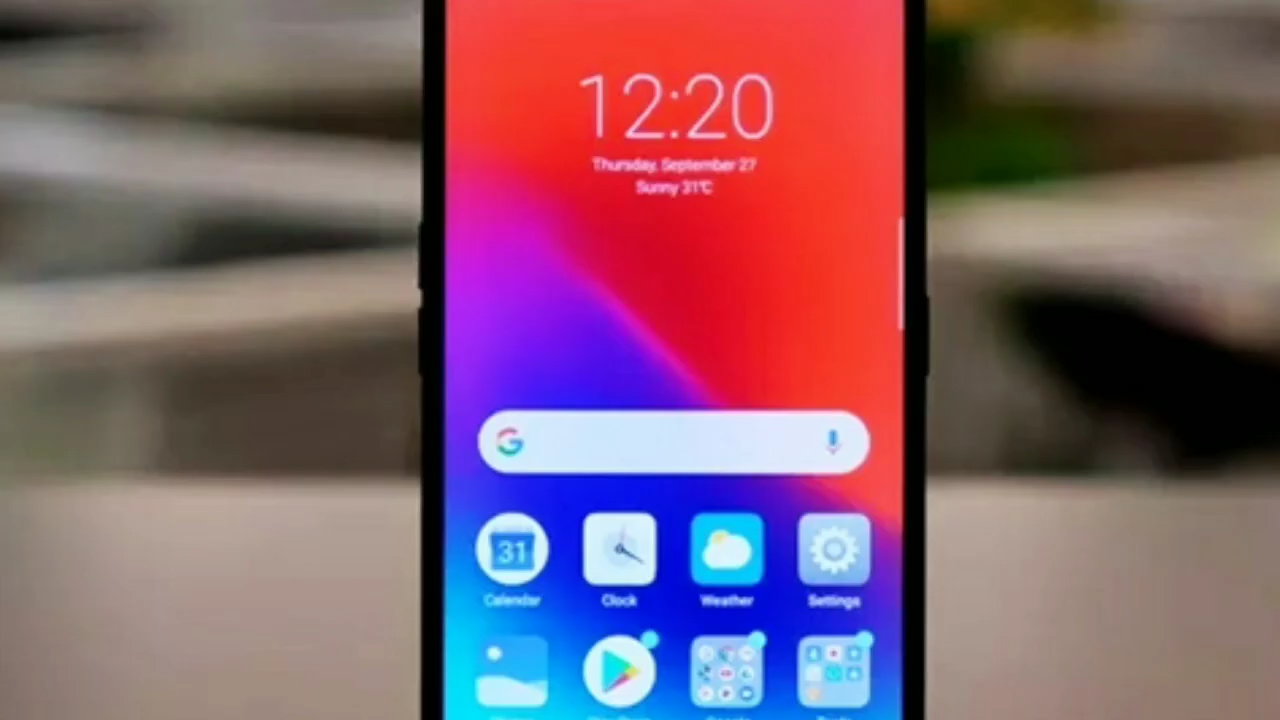 12:20
Thursday, September 27
Sunny 31°C
G
31
Calendar
Clock
Weather
Settings